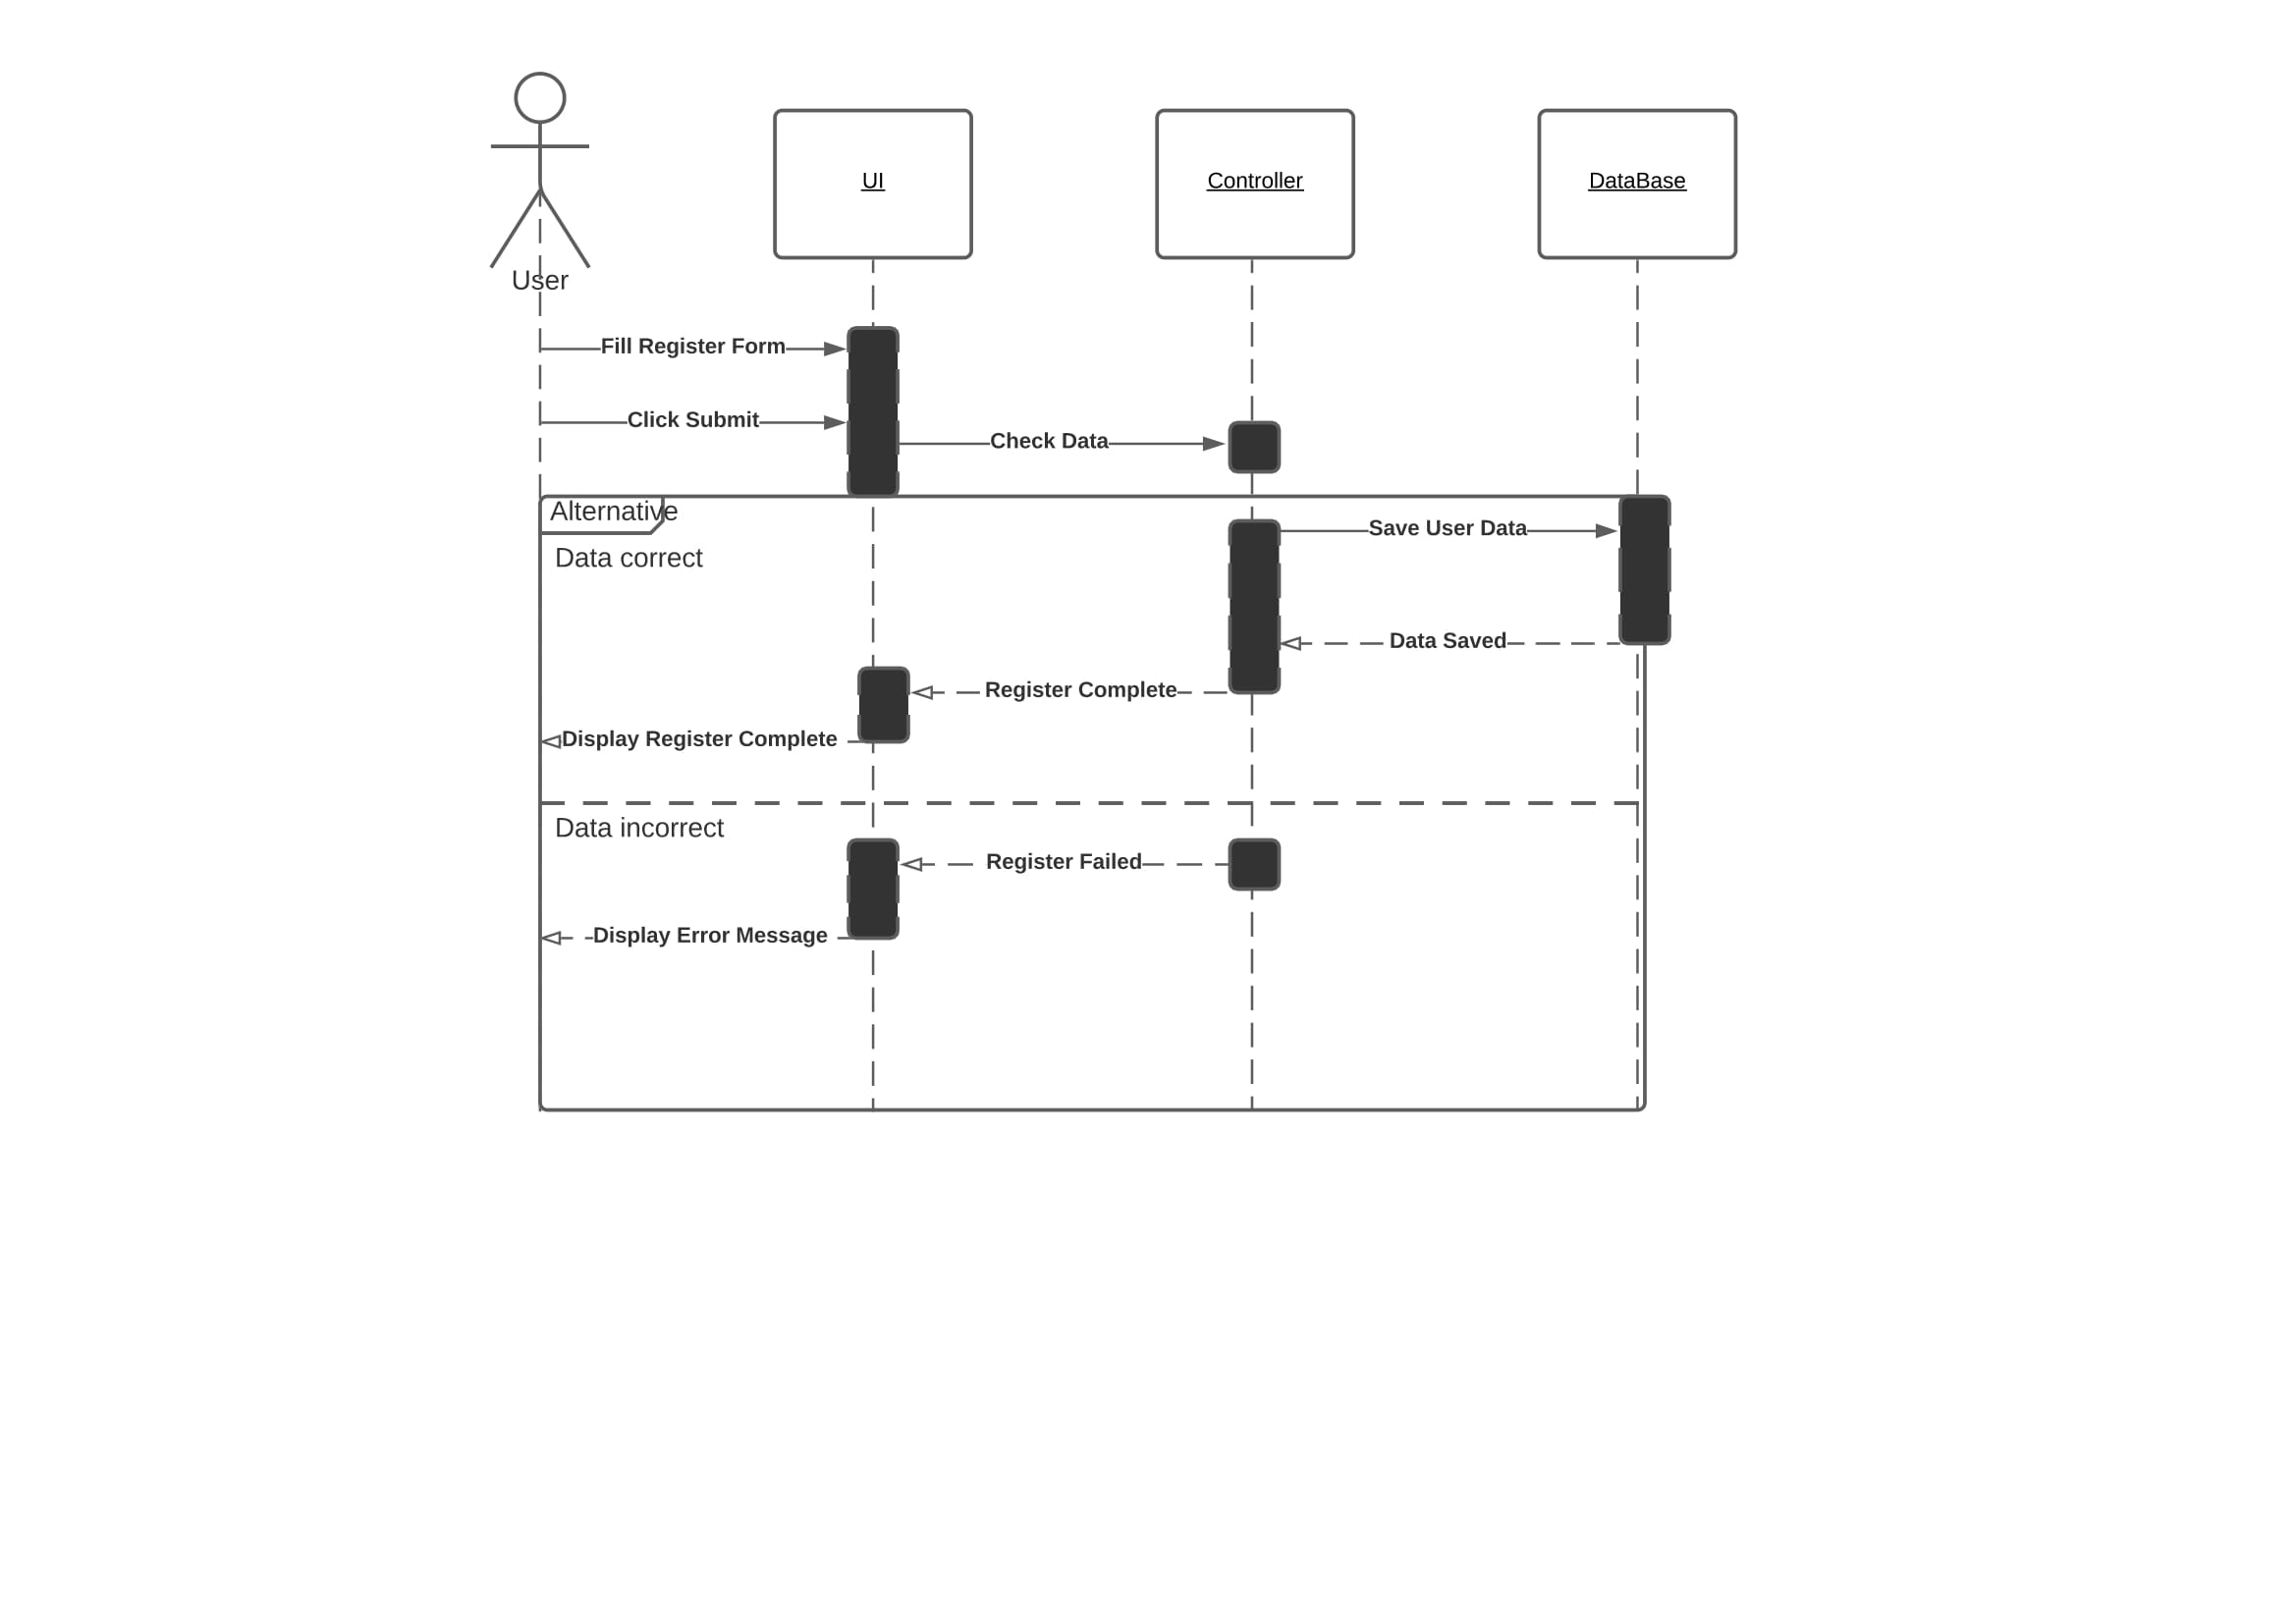 UI
Controller
DataBase
User
Fill Register Form
Click Submit
Check Data
Alternative
Save User Data
Data correct
Data Saved
Register Complete
Display Register Complete
Data incorrect
Register Failed
Display Error Message